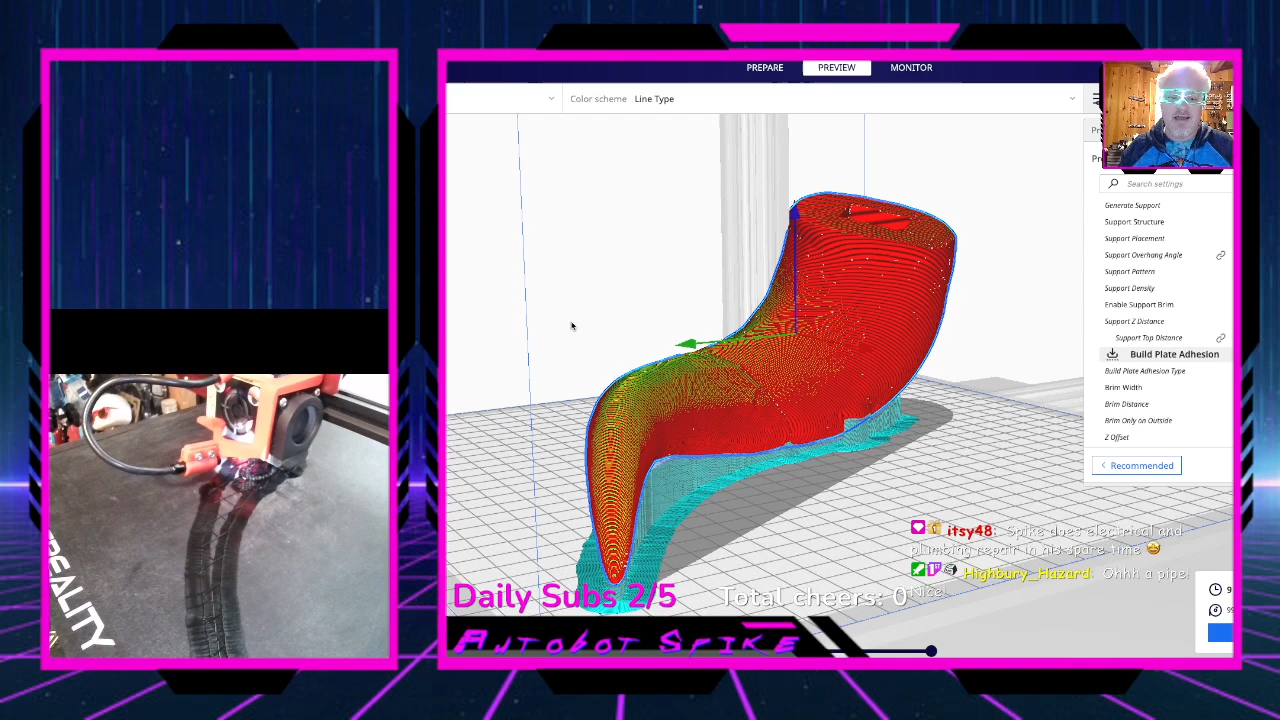 PREPARE PREVIEW MONITOR
Color scheme Line Type
Search settings
Generate Support
Support Structure
Support Placement
Support Overhang Angle
Support Pattern
Support Density
Enable Support Brim
Support Z Distance
Support Top Distance
Build Plate Adhesion
Build Plate Adhesion Type
Brim Width
Brim Distance
Brim Only on Outside
Z Offset
Recommended
itsy48: Spike does electrical and
plumbing repair in his spare time
Highbury_Hazard: Ohhh a pipe!
Nice
Daily Subs 2/5 Total cheers: 0
Autobot Spike
REALITY